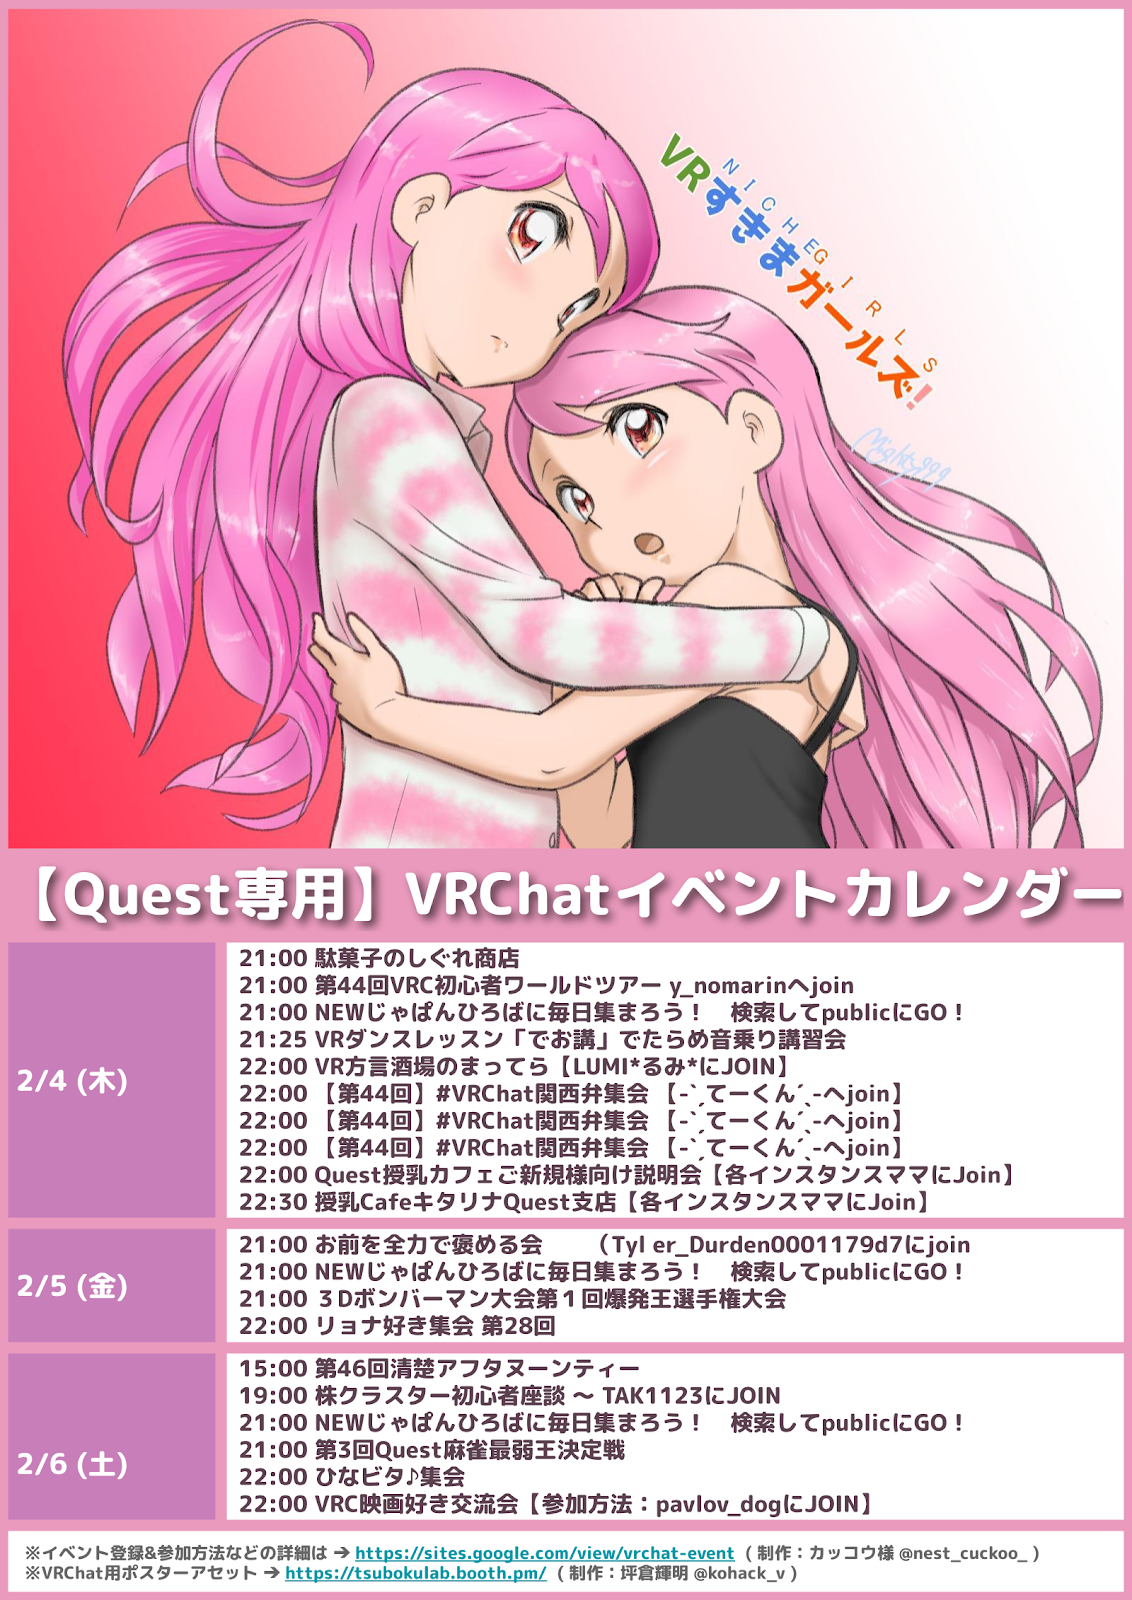 NICHE GIRLS
VRすきまガールズ!
Mighty999
【Quest専用】VRChatイベントカレンダー
2/4 (木)
21:00 駄菓子のしぐれ商店
21:00 第44回VRC初心者ワールドツアー y_nomarinへjoin
21:00 NEWじゃぱんひろばに毎日集まろう！　検索してpublicにGO！
21:25 VRダンスレッスン「でお講」でたらめ音乗り講習会
22:00 VR方言酒場のまってら【LUMI*るみ*にJOIN】
22:00 【第44回】#VRChat関西弁集会 【-`ˏてーくんˊˎ-へjoin】
22:00 【第44回】#VRChat関西弁集会 【-`ˏてーくんˊˎ-へjoin】
22:00 【第44回】#VRChat関西弁集会 【-`ˏてーくんˊˎ-へjoin】
22:00 Quest授乳カフェご新規様向け説明会【各インスタンスママにJoin】
22:30 授乳CafeキタリナQuest支店【各インスタンスママにJoin】
2/5 (金)
21:00 お前を全力で褒める会　　（Tyl er_Durden0001179d7にjoin
21:00 NEWじゃぱんひろばに毎日集まろう！　検索してpublicにGO！
21:00 ３Dボンバーマン大会第１回爆発王選手権大会
22:00 リョナ好き集会 第28回
2/6 (土)
15:00 第46回清楚アフタヌーンティー
19:00 株クラスター初心者座談 〜 TAK1123にJOIN
21:00 NEWじゃぱんひろばに毎日集まろう！　検索してpublicにGO！
21:00 第3回Quest麻雀最弱王決定戦
22:00 ひなビタ♪集会
22:00 VRC映画好き交流会【参加方法：pavlov_dogにJOIN】
※イベント登録&参加方法などの詳細は ➔ https://sites.google.com/view/vrchat-event （ 制作：カッコウ様 @nest_cuckoo_ ）
※VRChat用ポスターアセット ➔ https://tsubokulab.booth.pm/ （ 制作：坪倉輝明 @kohack_v ）